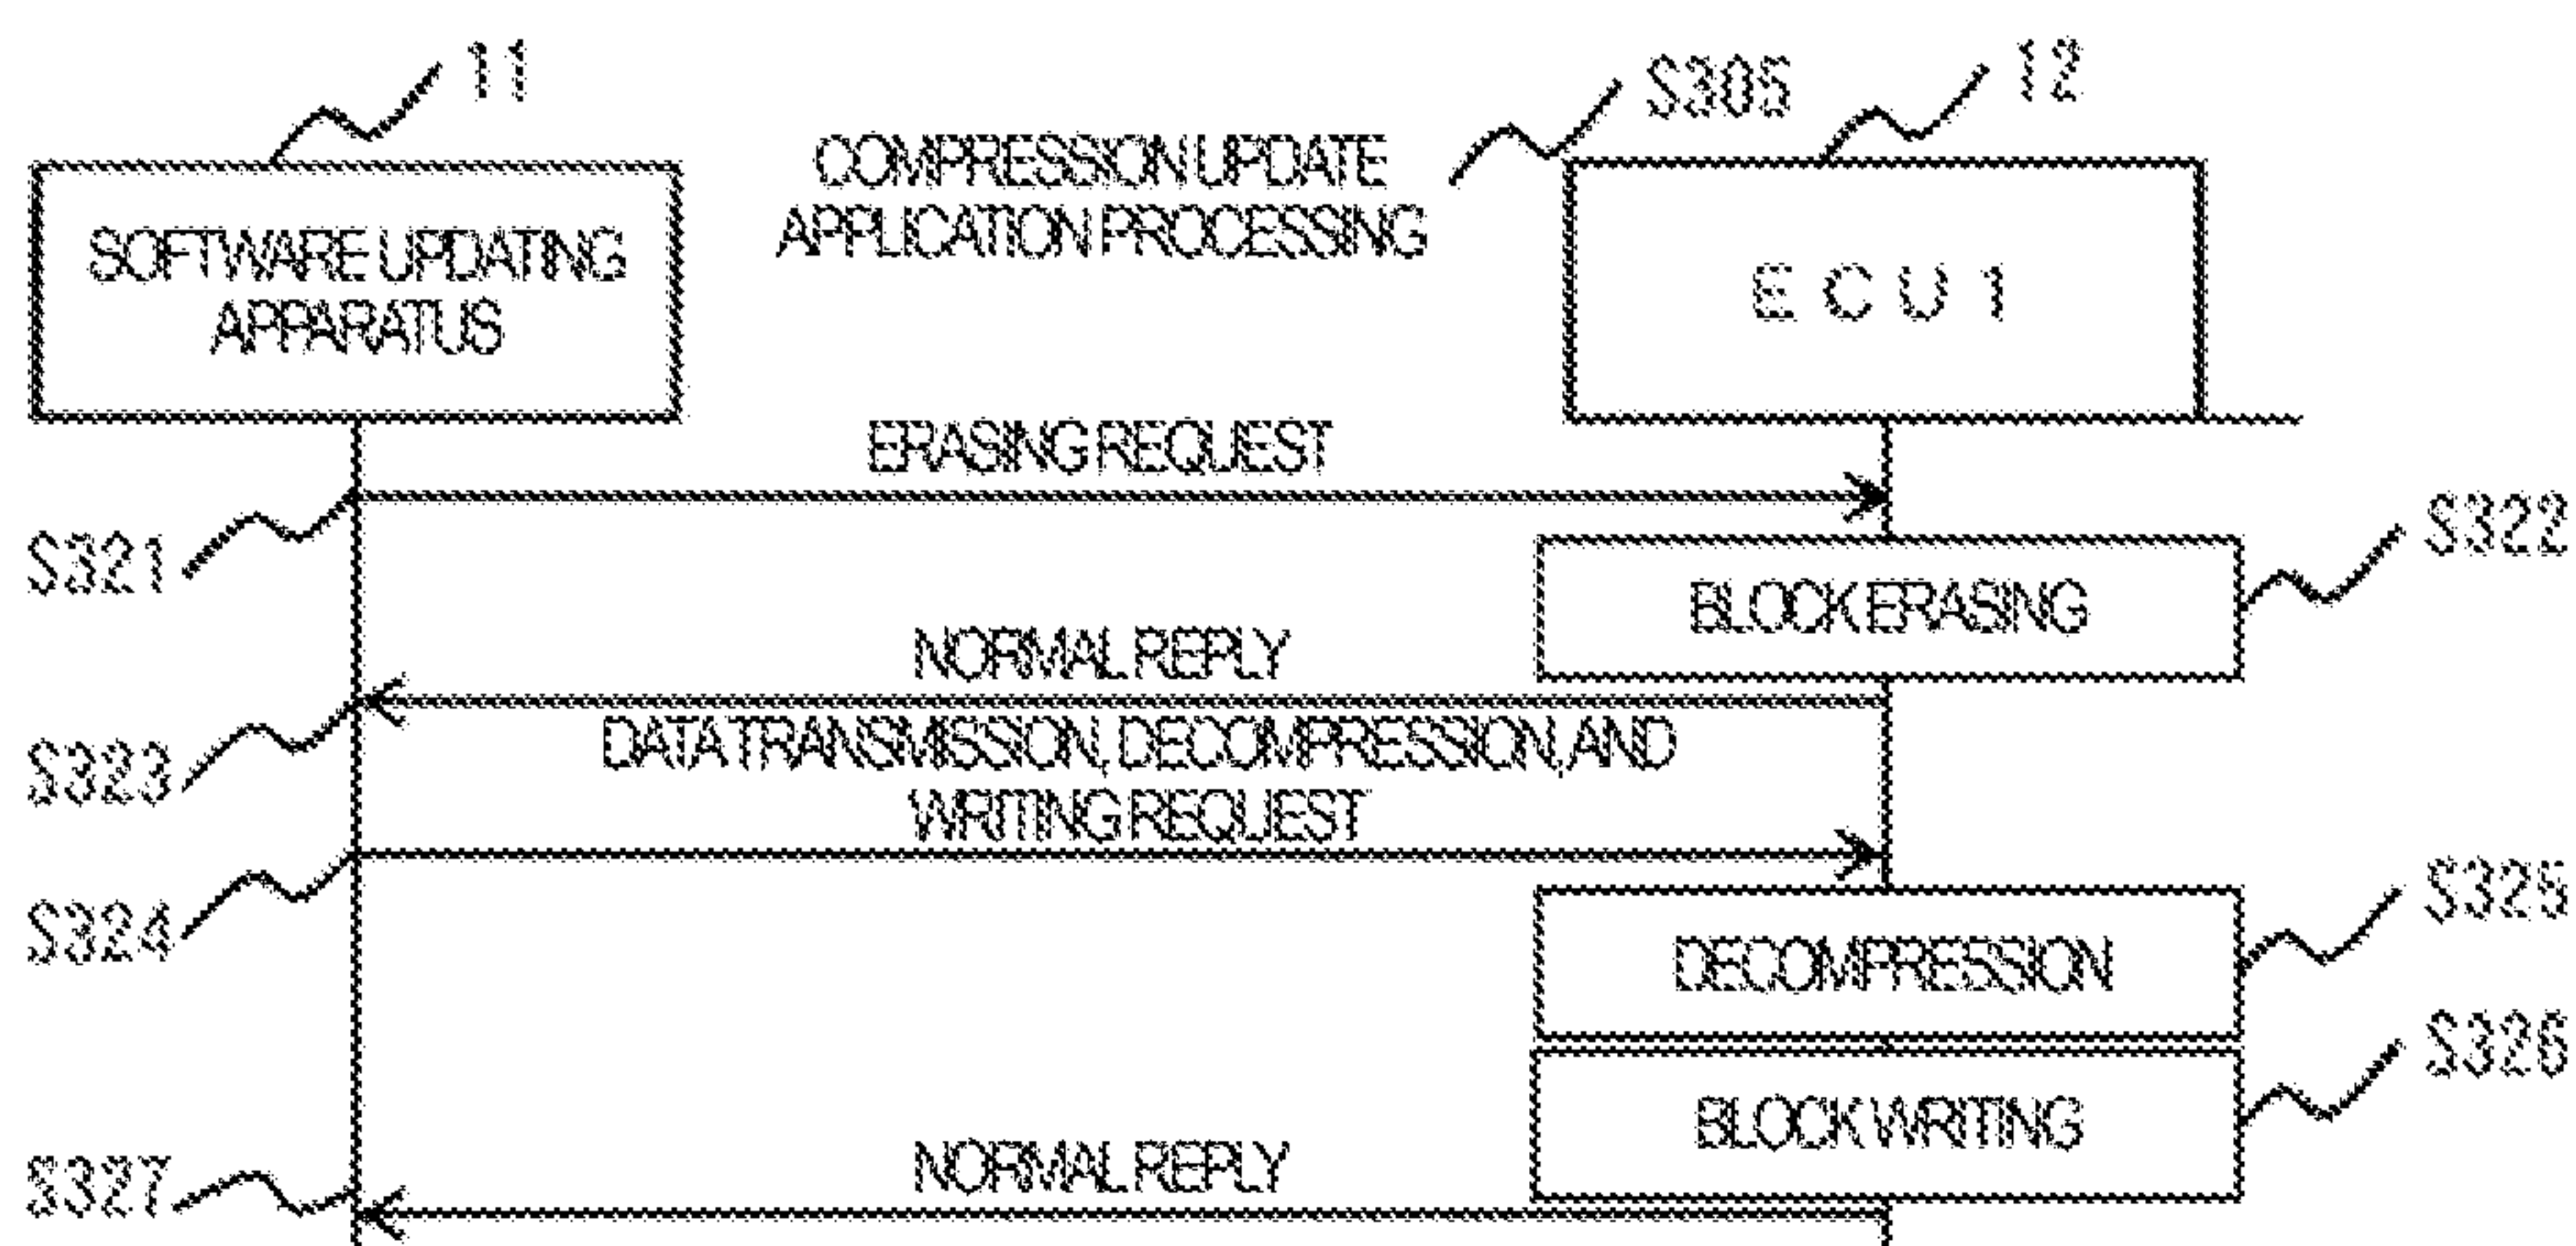 11
S305
12
COMPRESSION UPDATE
APPLICATION PROCESSING
SOFTWARE UPDATING
APPARATUS
ECU1
ERASING REQUEST
S321
S322
BLOCK ERASING
NORMAL REPLY
S323
DATA TRANSMISSION, DECOMPRESSION, AND
WRITING REQUEST
S324
S325
DECOMPRESSION
S326
BLOCK WRITING
NORMAL REPLY
S327